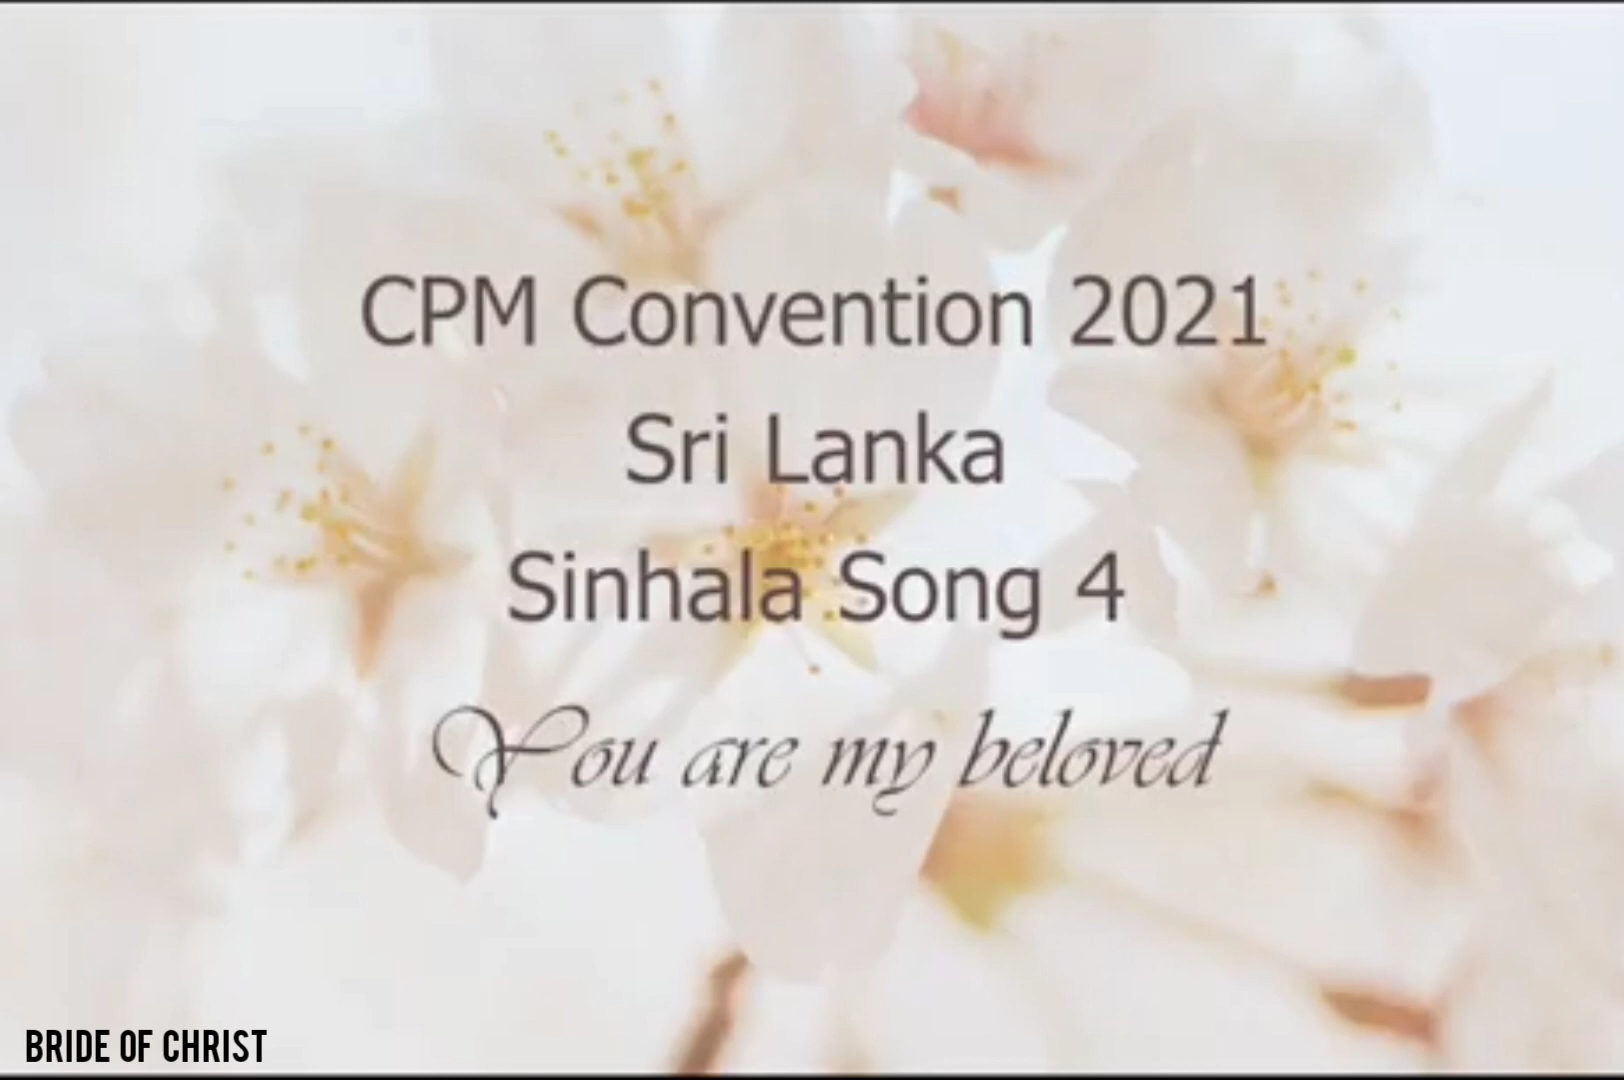 CPM Convention 2021
Sri Lanka
Sinhala Song 4
You are my beloved
BRIDE OF CHRIST